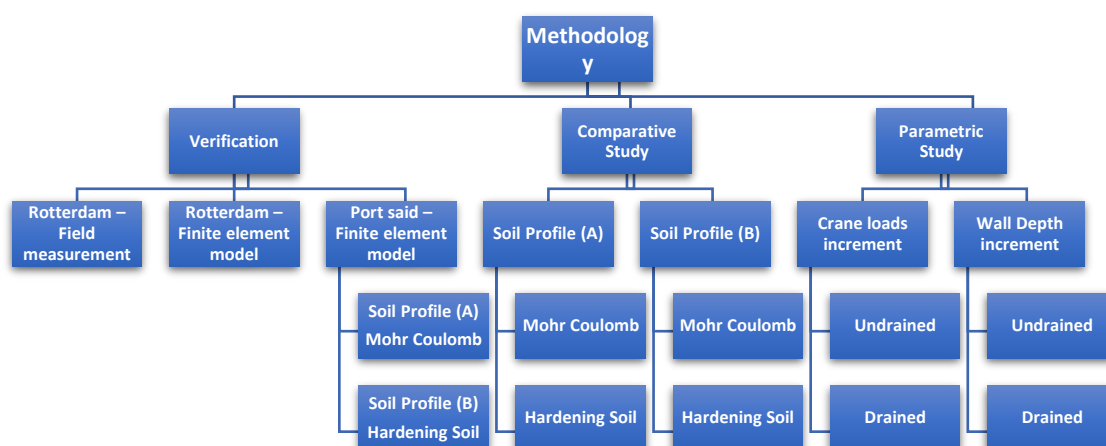 Methodolog
y
Verification
Comparative
Study
Parametric
Study
Rotterdam –
Field
measurement
Rotterdam –
Finite element
model
Port said –
Finite element
model
Soil Profile (A)
Soil Profile (B)
Crane loads
increment
Wall Depth
increment
Soil Profile (A)
Mohr Coulomb
Mohr Coulomb
Mohr Coulomb
Undrained
Undrained
Soil Profile (B)
Hardening Soil
Hardening Soil
Hardening Soil
Drained
Drained